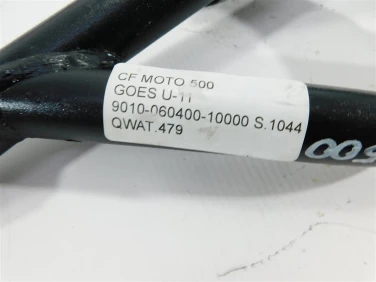 CF MOTO 500
GOES U-11
9010-060400-10000 S.1044
QWAT.479